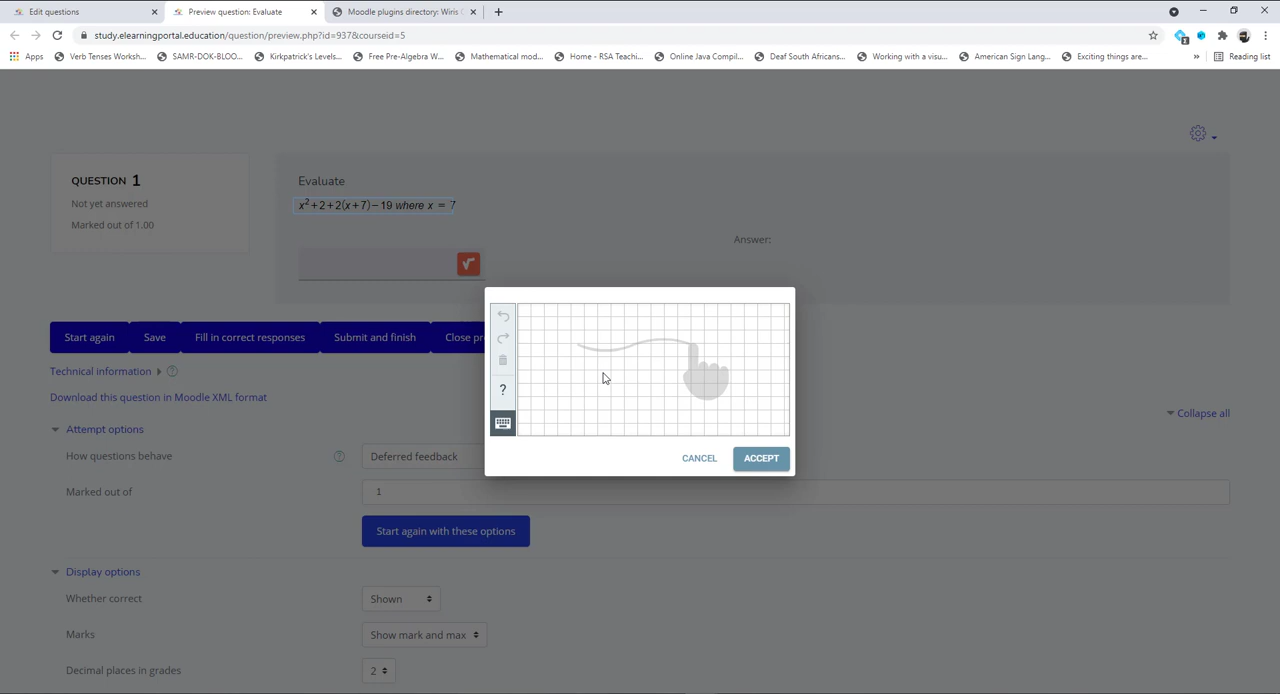 Edit questions
Preview question: Evaluate
Moodle plugins directory: Wiris
study.elearningportal.education/question/preview.php?id=937&courseid=5
Apps
Verb Tenses Worksh...
SAMR-DOK-BLOO...
Kirkpatrick's Levels...
Free Pre-Algebra W...
Mathematical mod...
Home - RSA Teachi...
Online Java Compil...
Deaf South Africans...
Working with a visu...
American Sign Lang...
Exciting things are...
»
Reading list
QUESTION 1
Not yet answered
Marked out of 1.00
Evaluate
x²+2+2(x+7)−19 where x = 7
Answer:
?
CANCEL
ACCEPT
Start again
Save
Fill in correct responses
Submit and finish
Close pr
Technical information
Download this question in Moodle XML format
Collapse all
Attempt options
How questions behave
Deferred feedback
Marked out of
1
Start again with these options
Display options
Whether correct
Shown
Marks
Show mark and max
Decimal places in grades
2